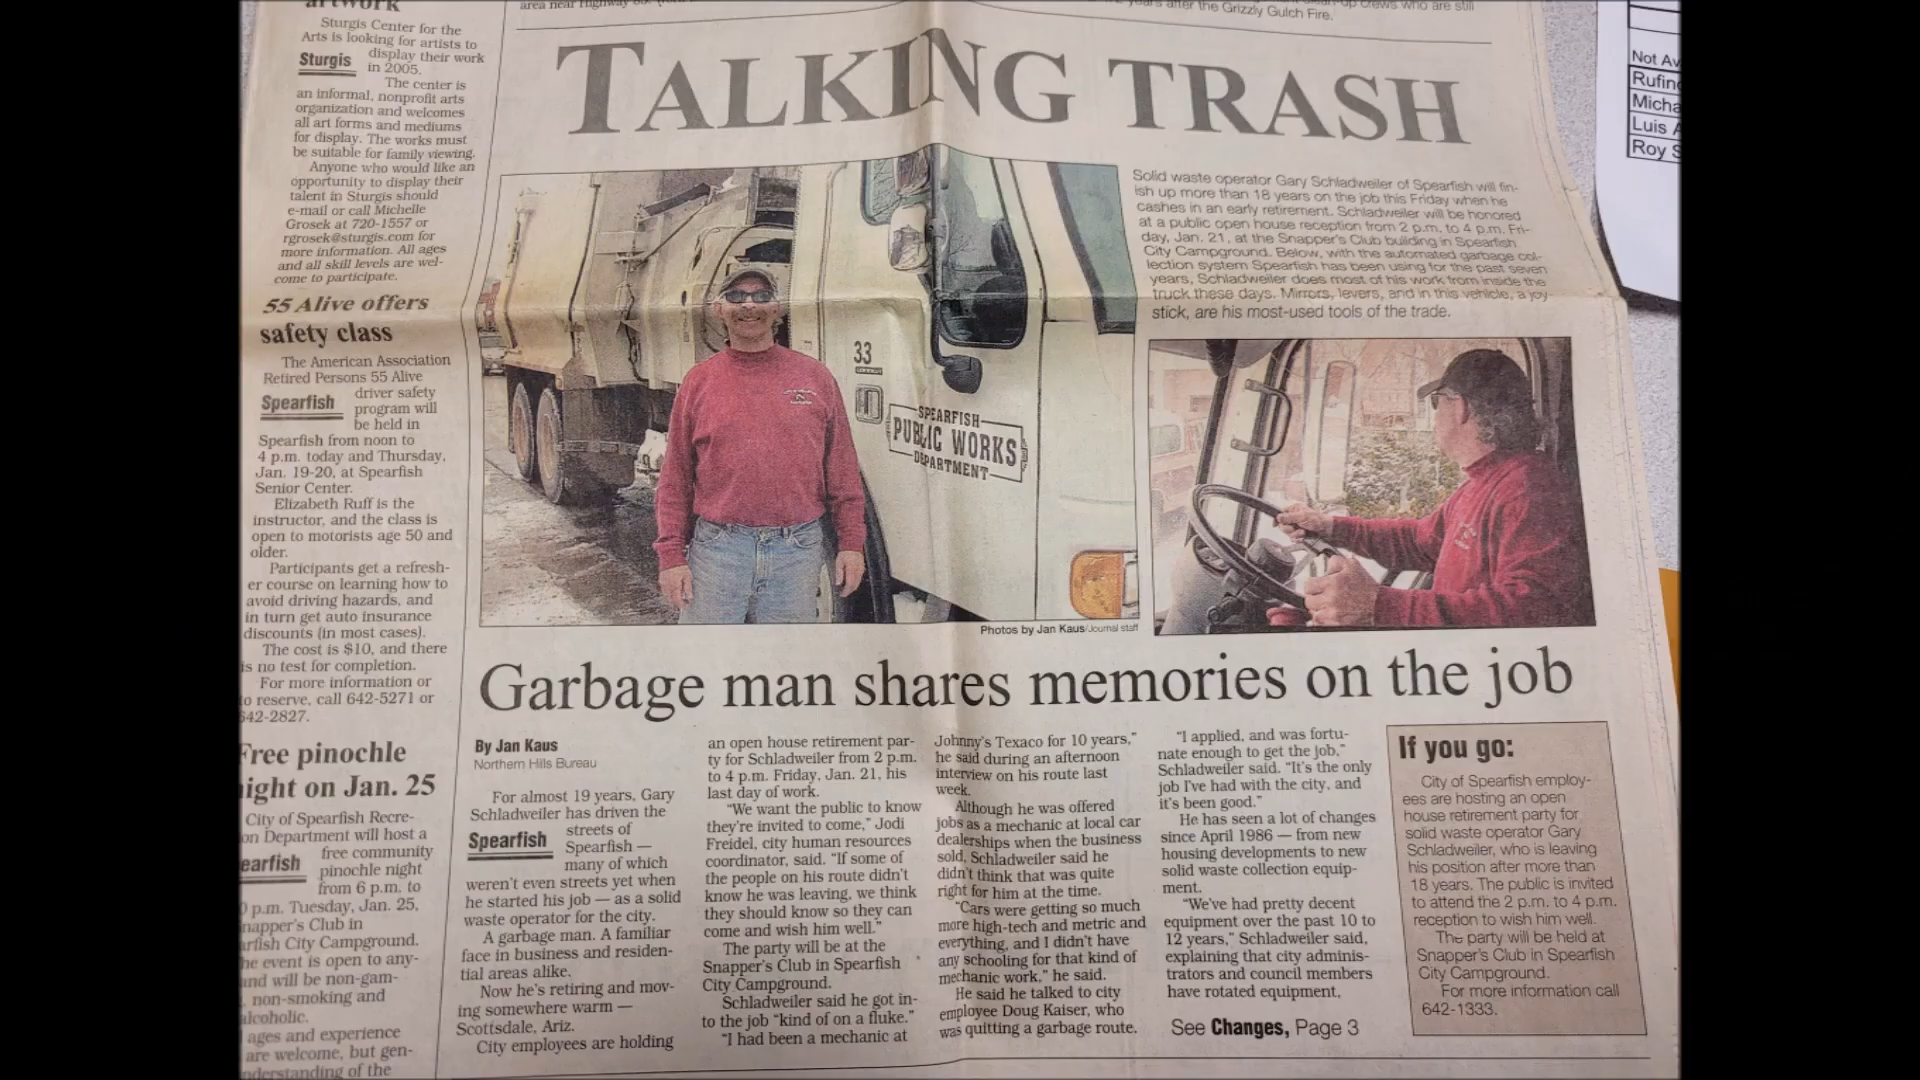 artwork
Sturgis Center for the
Arts is looking for artists to
Sturgis
display their work
in 2005.
The center is
an informal, nonprofit arts
organization and welcomes
all art forms and mediums
for display. The works must
be suitable for family viewing.
Anyone who would like an
opportunity to display their
talent in Sturgis should
e-mail or call Michelle
Grosek at 720-1557 or
rgrosek@sturgis.com for
more information. All ages
and all skill levels are wel-
come to participate.
55 Alive offers
safety class
The American Association
Retired Persons 55 Alive
Spearfish
driver safety
program will
be held in
Spearfish from noon to
4 p.m. today and Thursday,
Jan. 19-20, at Spearfish
Senior Center.
Elizabeth Ruff is the
instructor, and the class is
open to motorists age 50 and
older.
Participants get a refresh-
er course on learning how to
avoid driving hazards, and
in turn get auto insurance
discounts (in most cases).
The cost is $10, and there
is no test for completion.
For more information or
to reserve, call 642-5271 or
642-2827.
Free pinochle
night on Jan. 25
City of Spearfish Recre-
on Department will host a
earfish
free community
pinochle night
from 6 p.m. to
p.m. Tuesday, Jan. 25,
napper's Club in
arfish City Campground.
he event is open to any-
and will be non-gam-
non-smoking and
alcoholic.
ages and experience
are welcome, but gen-
nderstanding of the
area near Highway
years after the Grizzly Gulch Fire.
crews who are still
TALKING TRASH
Solid waste operator Gary Schladweiler of Spearfish will fin-
ish up more than 18 years on the job this Friday when he
cashes in an early retirement. Schladweiler will be honored
at a public open house reception from 2 p.m. to 4 p.m. Fri-
day, Jan. 21, at the Snapper's Club building in Spearfish
City Campground. Below, with the automated garbage col-
lection system Spearfish has been using for the past seven
years, Schladweiler does most of his work from inside the
truck these days. Mirrors, levers, and in this vehicle, a joy
stick, are his most-used tools of the trade.
33
SPEARFISH
PUBLIC WORKS
DEPARTMENT
Photos by Jan Kaus/Journal staff
Garbage man shares memories on the job
By Jan Kaus
Northern Hills Bureau
For almost 19 years, Gary
Schladweiler has driven the
Spearfish
streets of
Spearfish —
many of which
weren't even streets yet when
he started his job — as a solid
waste operator for the city.
A garbage man. A familiar
face in business and residen-
tial areas alike.
Now he's retiring and mov-
ing somewhere warm —
Scottsdale, Ariz.
City employees are holding
an open house retirement par-
ty for Schladweiler from 2 p.m.
to 4 p.m. Friday, Jan. 21, his
last day of work.
"We want the public to know
they're invited to come," Jodi
Freidel, city human resources
coordinator, said. "If some of
the people on his route didn't
know he was leaving, we think
they should know so they can
come and wish him well."
The party will be at the
Snapper's Club in Spearfish
City Campground.
Schladweiler said he got in-
to the job "kind of on a fluke."
"I had been a mechanic at
Johnny's Texaco for 10 years,"
he said during an afternoon
interview on his route last
week.
Although he was offered
jobs as a mechanic at local car
dealerships when the business
sold, Schladweiler said he
didn't think that was quite
right for him at the time.
"Cars were getting so much
more high-tech and metric and
everything, and I didn't have
any schooling for that kind of
mechanic work," he said.
He said he talked to city
employee Doug Kaiser, who
was quitting a garbage route.
"I applied, and was fortu-
nate enough to get the job,"
Schladweiler said. "It's the only
job I've had with the city, and
it's been good."
He has seen a lot of changes
since April 1986 — from new
housing developments to new
solid waste collection equip-
ment.
"We've had pretty decent
equipment over the past 10 to
12 years," Schladweiler said,
explaining that city adminis-
trators and council members
have rotated equipment,
See Changes, Page 3
If you go:
City of Spearfish employ-
ees are hosting an open
house retirement party for
solid waste operator Gary
Schladweiler, who is leaving
his position after more than
18 years. The public is invited
to attend the 2 p.m. to 4 p.m.
reception to wish him well.
The party will be held at
Snapper's Club in Spearfish
City Campground.
For more information call
642-1333.
Not Av
Rufin
Micha
Luis A
Roy S